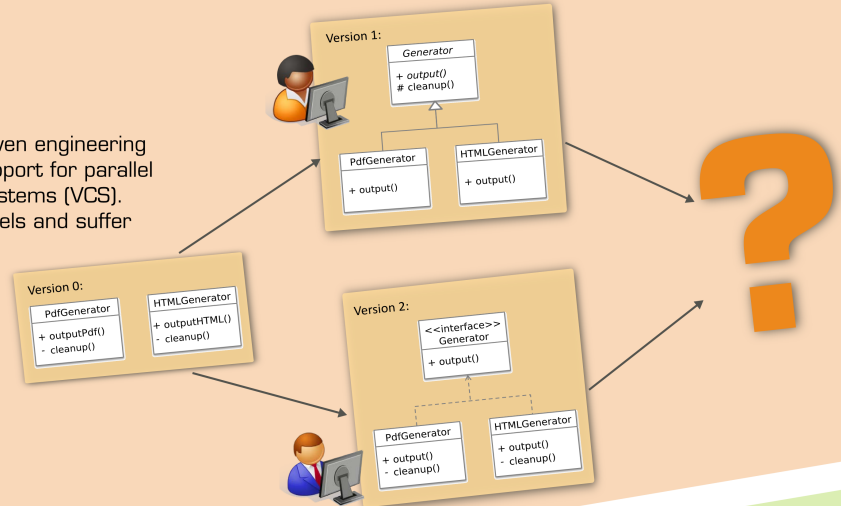 ven engineering
port for parallel
stems (VCS).
els and suffer
Version 0:
PdfGenerator
+ outputPdf()
- cleanup()
HTMLGenerator
+ outputHTML()
- cleanup()
Version 1:
Generator
+ output()
# cleanup()
PdfGenerator
+ output()
HTMLGenerator
+ output()
Version 2:
<<interface>>
Generator
+ output()
PdfGenerator
+ output()
- cleanup()
HTMLGenerator
+ output()
- cleanup()
?